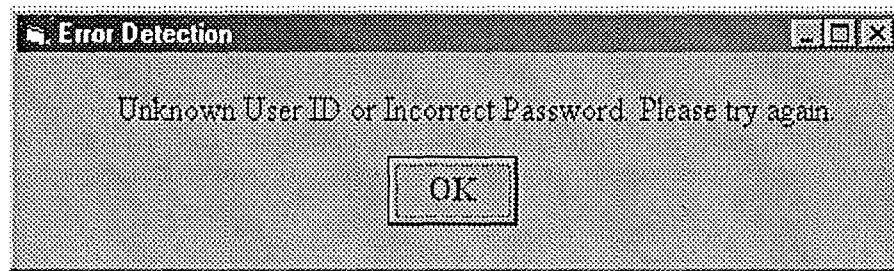 Error Detection
Unknown User ID or Incorrect Password. Please try again.
OK